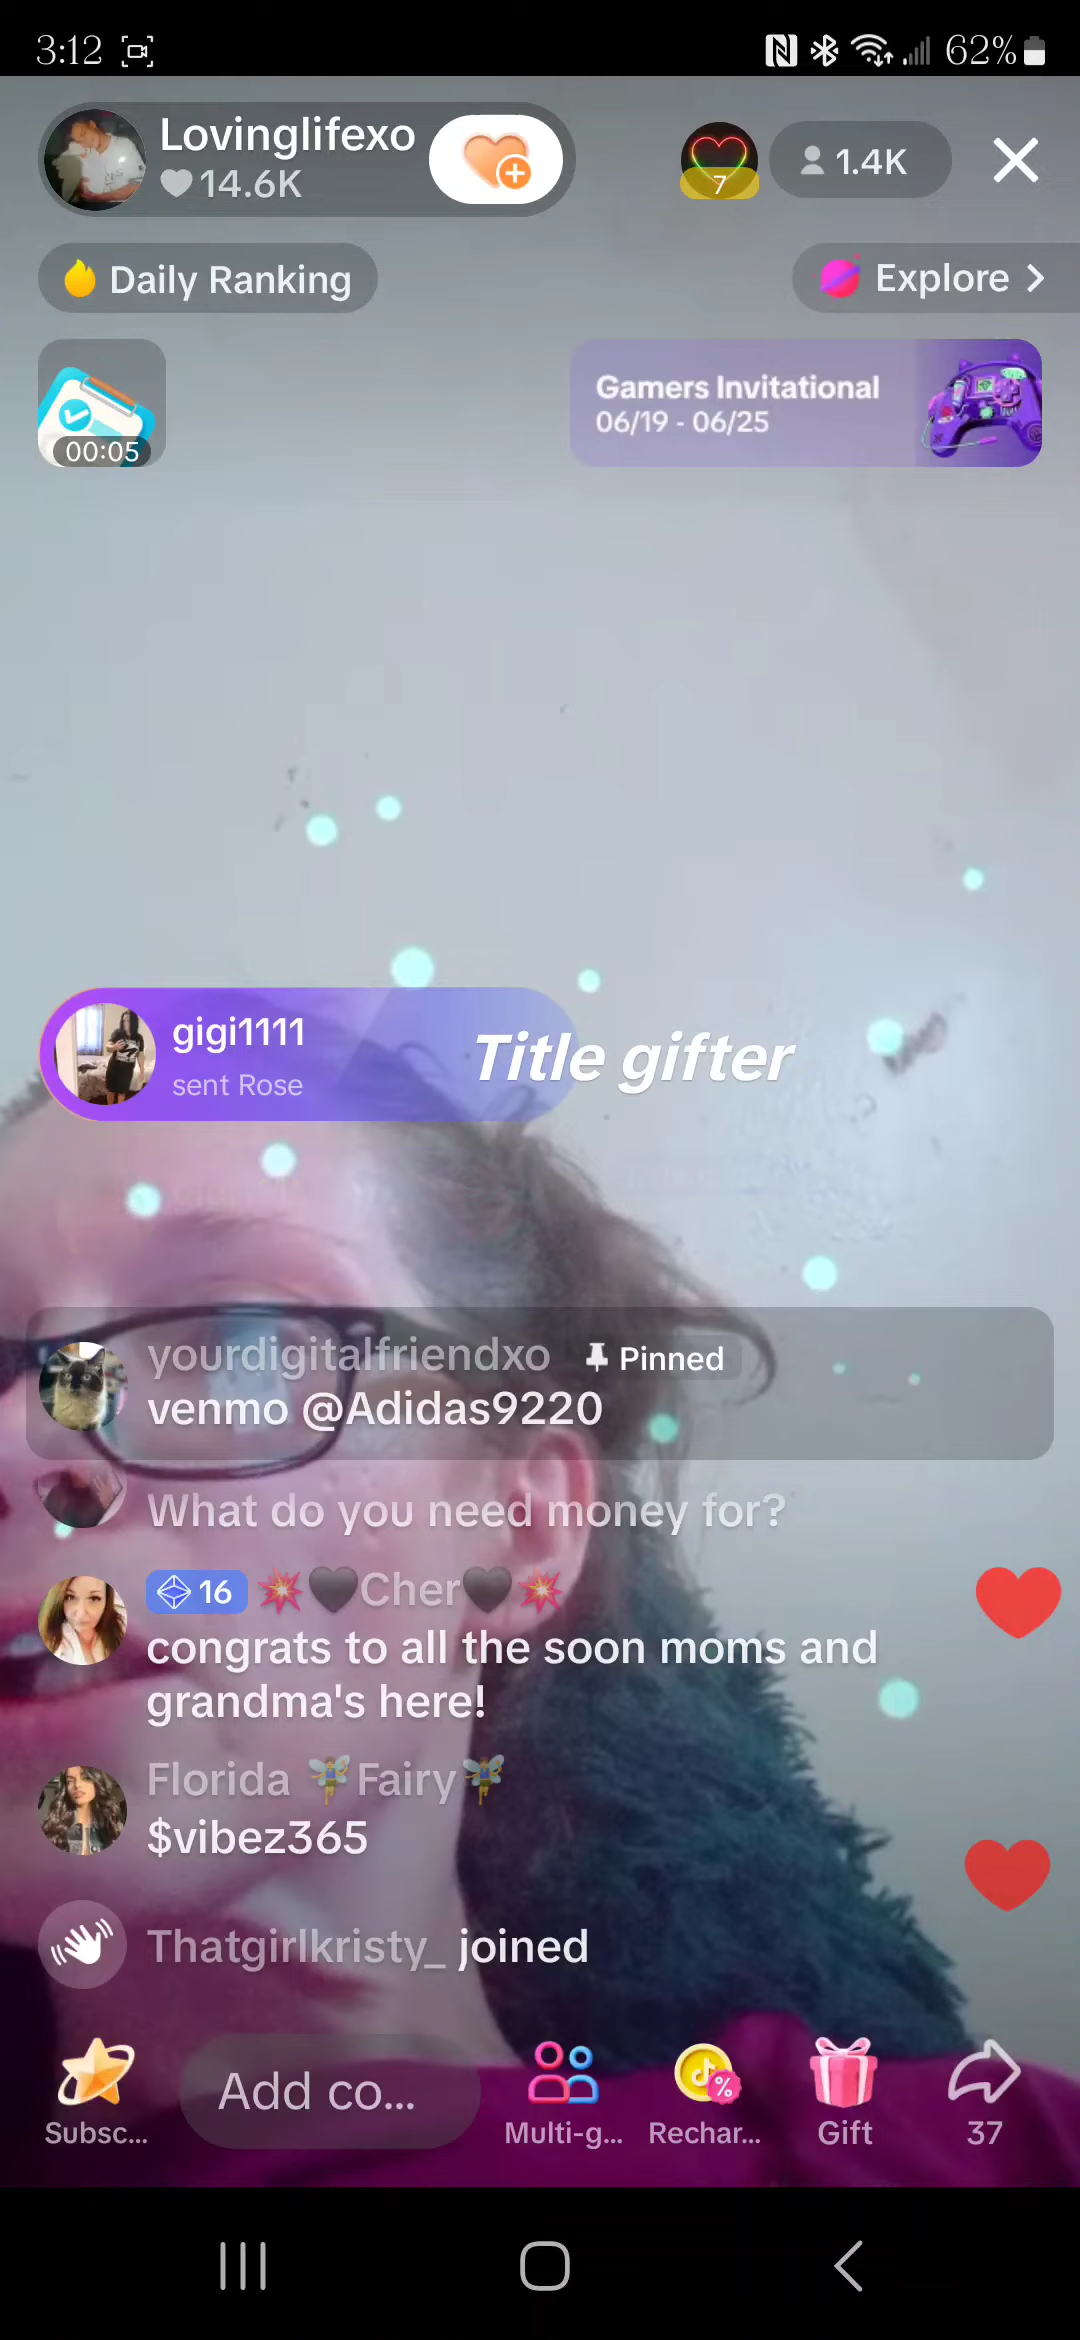 3:12
62%
Lovinglifexo
14.6K
7
1.4K
Daily Ranking
Explore
00:05
Gamers Invitational
06/19 - 06/25
gigi1111
sent Rose
Title gifter
yourdigitalfriendxo Pinned
venmo @Adidas9220
What do you need money for?
16 💥🖤Cher🖤💥
congrats to all the soon moms and
grandma's here!
Florida 🧚Fairy🧚
$vibez365
Thatgirlkristy_ joined
Add co...
Subsc...
Multi-g...
Rechar...
Gift
37